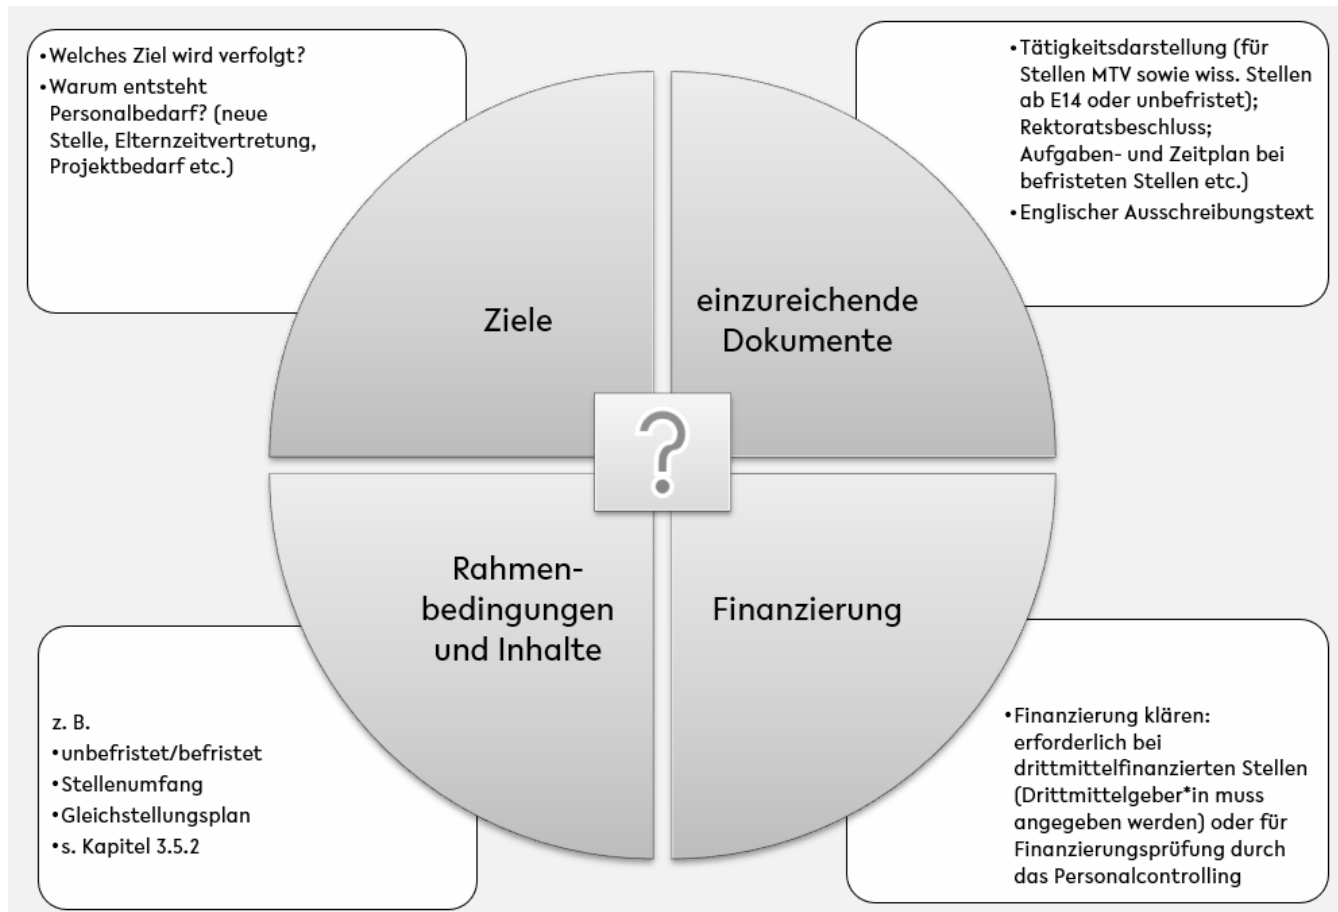 •Welches Ziel wird verfolgt?
•Warum entsteht
Personalbedarf? (neue
Stelle, Elternzeitvertretung,
Projektbedarf etc.)
•Tätigkeitsdarstellung (für
Stellen MTV sowie wiss. Stellen
ab E14 oder unbefristet);
Rektoratsbeschluss;
Aufgaben- und Zeitplan bei
befristeten Stellen etc.)
•Englischer Ausschreibungstext
Ziele
einzureichende
Dokumente
?
Rahmen-
bedingungen
und Inhalte
Finanzierung
z. B.
•unbefristet/befristet
•Stellenumfang
•Gleichstellungsplan
•s. Kapitel 3.5.2
•Finanzierung klären:
erforderlich bei
drittmittelfinanzierten Stellen
(Drittmittelgeber*in muss
angegeben werden) oder für
Finanzierungsprüfung durch
das Personalcontrolling